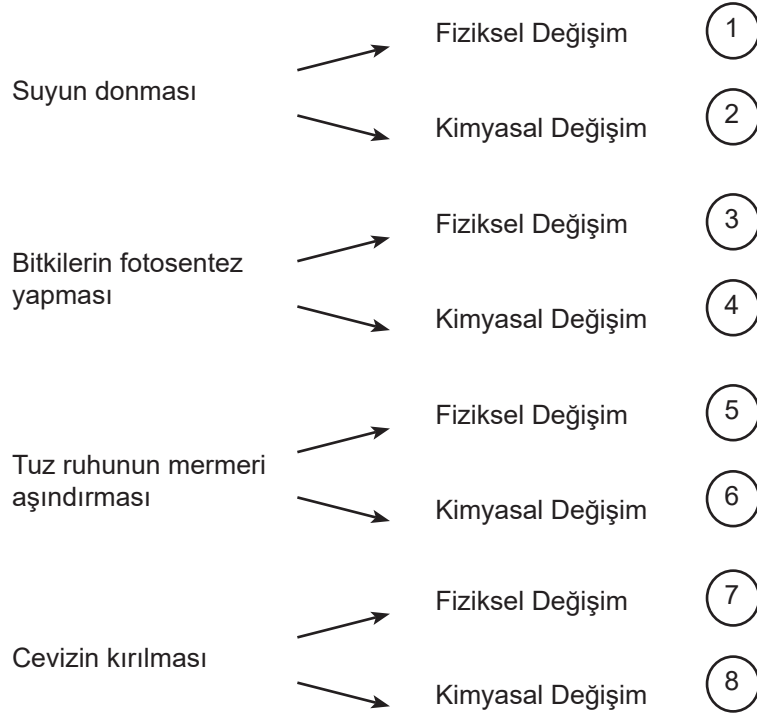 Suyun donması
Fiziksel Değişim 1
Kimyasal Değişim 2
Bitkilerin fotosentez
yapması
Fiziksel Değişim 3
Kimyasal Değişim 4
Tuz ruhunun mermeri
aşındırması
Fiziksel Değişim 5
Kimyasal Değişim 6
Cevizin kırılması
Fiziksel Değişim 7
Kimyasal Değişim 8